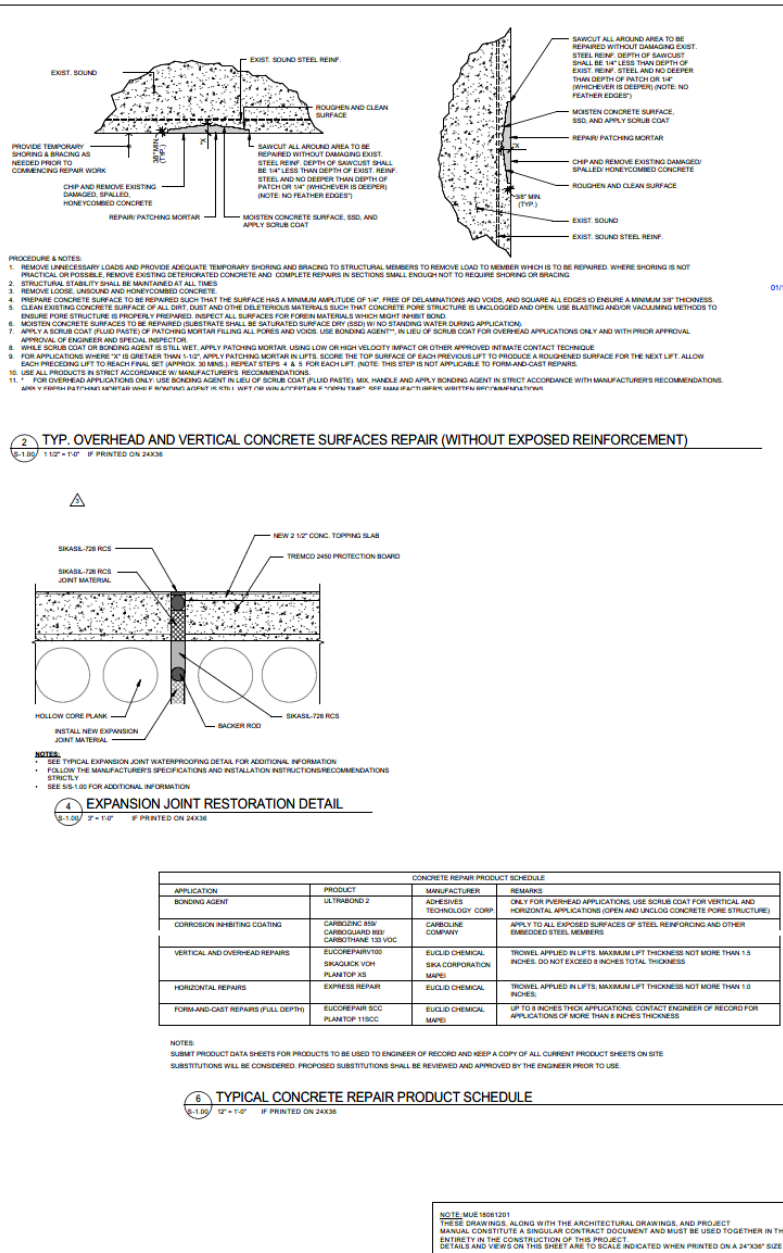 EXIST. SOUND
EXIST. SOUND STEEL REINF.
ROUGHEN AND CLEAN
SURFACE
PROVIDE TEMPORARY
SHORING & BRACING AS
NEEDED PRIOR TO
COMMENCING REPAIR WORK
3/8" MIN.
(TYP.)
"X"
SAWCUT ALL AROUND AREA TO BE
REPAIRED WITHOUT DAMAGING EXIST.
STEEL REINF. DEPTH OF SAWCUST SHALL
BE 1/4" LESS THAN DEPTH OF EXIST. REINF.
STEEL AND NO DEEPER THAN DEPTH OF
PATCH OR 1/4" (WHICHEVER IS DEEPER)
(NOTE: NO FEATHER EDGES")
CHIP AND REMOVE EXISTING
DAMAGED, SPALLED,
HONEYCOMBED CONCRETE
REPAIR/ PATCHING MORTAR
MOISTEN CONCRETE SURFACE, SSD, AND
APPLY SCRUB COAT
SAWCUT ALL AROUND AREA TO BE
REPAIRED WITHOUT DAMAGING EXIST.
STEEL REINF. DEPTH OF SAWCUST
SHALL BE 1/4" LESS THAN DEPTH OF
EXIST. REINF. STEEL AND NO DEEPER
THAN DEPTH OF PATCH OR 1/4"
(WHICHEVER IS DEEPER) (NOTE: NO
FEATHER EDGES")
MOISTEN CONCRETE SURFACE,
SSD, AND APPLY SCRUB COAT
REPAIR/ PATCHING MORTAR
"X"
CHIP AND REMOVE EXISTING DAMAGED/
SPALLED/ HONEYCOMBED CONCRETE
ROUGHEN AND CLEAN SURFACE
3/8" MIN.
(TYP.)
EXIST. SOUND
EXIST. SOUND STEEL REINF.
PROCEDURE & NOTES:
1. REMOVE UNNECESSARY LOADS AND PROVIDE ADEQUATE TEMPORARY SHORING AND BRACING TO STRUCTURAL MEMBERS TO REMOVE LOAD TO MEMBER WHICH IS TO BE REPAIRED. WHERE SHORING IS NOT
PRACTICAL OR POSSIBLE, REMOVE EXISTING DETERIORATED CONCRETE AND COMPLETE REPAIRS IN SECTIONS SMALL ENOUGH NOT TO REQUIRE SHORING OR BRACING.
2. STRUCTURAL STABILITY SHALL BE MAINTAINED AT ALL TIMES
3. REMOVE LOOSE, UNSOUND AND HONEYCOMBED CONCRETE.
4. PREPARE CONCRETE SURFACE TO BE REPAIRED SUCH THAT THE SURFACE HAS A MINIMUM AMPLITUDE OF 1/4", FREE OF DELAMINATIONS AND VOIDS, AND SQUARE ALL EDGES tO ENSURE A MINIMUM 3/8" THICKNESS.
5. CLEAN EXISTING CONCRETE SURFACE OF ALL DIRT, DUST AND OTHE DELETERIOUS MATERIALS SUCH THAT CONCRETE PORE STRUCTURE IS UNCLOGGED AND OPEN. USE BLASTING AND/OR VACUUMING METHODS TO
ENSURE PORE STRUCTURE IS PROPERLY PREPARED. INSPECT ALL SURFACES FOR FOREIN MATERIALS WHICH MIGHT INHIBIT BOND.
6. MOISTEN CONCRETE SURFACES TO BE REPAIRED (SUBSTRATE SHALL BE SATURATED SURFACE DRY (SSD) W/ NO STANDING WATER DURING APPLICATION).
7. APPLY A SCRUB COAT (FLUID PASTE) OF PATCHING MORTAR FILLING ALL PORES AND VOIDS. USE BONDING AGENT**, IN LIEU OF SCRUB COAT FOR OVERHEAD APPLICATIONS ONLY AND WITH PRIOR APPROVAL
APPROVAL OF ENGINEER AND SPECIAL INSPECTOR.
8. WHILE SCRUB COAT OR BONDING AGENT IS STILL WET, APPLY PATCHING MORTAR. USING LOW OR HIGH VELOCITY IMPACT OR OTHER APPROVED INTIMATE CONTACT TECHNIQUE
9. FOR APPLICATIONS WHERE "X" IS GRETAER THAN 1-1/2", APPLY PATCHING MORTAR IN LIFTS. SCORE THE TOP SURFACE OF EACH PREVIOUS LIFT TO PRODUCE A ROUGHENED SURFACE FOR THE NEXT LIFT. ALLOW
EACH PRECEDING LIFT TO REACH FINAL SET (APPROX. 30 MINS.). REPEAT STEPS 4 & 5 FOR EACH LIFT. (NOTE: THIS STEP IS NOT APPLICABLE TO FORM-AND-CAST REPAIRS.
10. USE ALL PRODUCTS IN STRICT ACCORDANCE W/ MANUFACTURER'S RECOMMENDATIONS.
11. * FOR OVERHEAD APPLICATIONS ONLY: USE BONDING AGENT IN LIEU OF SCRUB COAT (FLUID PASTE). MIX, HANDLE AND APPLY BONDING AGENT IN STRICT ACCORDANCE WITH MANUFACTURER'S RECOMMENDATIONS.
APPLY FRESH PATCHING MORTAR WHILE BONDING AGENT IS STILL WET OR W/IN ACCEPTABLE "OPEN TIME". SEE MANUFACTURER'S WRITTEN RECOMMENDATIONS
01/
2 TYP. OVERHEAD AND VERTICAL CONCRETE SURFACES REPAIR (WITHOUT EXPOSED REINFORCEMENT)
S-1.00 1 1/2" = 1'-0" IF PRINTED ON 24X36
3
SIKASIL-728 RCS
SIKASIL-728 RCS
JOINT MATERIAL
NEW 2 1/2" CONC. TOPPING SLAB
TREMCO 2450 PROTECTION BOARD
HOLLOW CORE PLANK
INSTALL NEW EXPANSION
JOINT MATERIAL
BACKER ROD
SIKASIL-728 RCS
NOTES:
• SEE TYPICAL EXPANSION JOINT WATERPROOFING DETAIL FOR ADDITIONAL INFORMATION
• FOLLOW THE MANUFACTURER'S SPECIFICATIONS AND INSTALLATION INSTRUCTIONS/RECOMMENDATIONS
STRICTLY
• SEE 5/S-1.00 FOR ADDITIONAL INFORMATION
4 EXPANSION JOINT RESTORATION DETAIL
S-1.00 3" = 1'-0" IF PRINTED ON 24X36
CONCRETE REPAIR PRODUCT SCHEDULE
APPLICATION PRODUCT MANUFACTURER REMARKS
BONDING AGENT ULTRABOND 2 ADHESIVES ONLY FOR PVERHEAD APPLICATIONS, USE SCRUB COAT FOR VERTICAL AND
TECHNOLOGY CORP. HORIZONTAL APPLICATIONS (OPEN AND UNCLOG CONCRETE PORE STRUCTURE)
CORROSION INHIBITING COATING CARBOZINC 859/ CARBOLINE APPLY TO ALL EXPOSED SURFACES OF STEEL REINFORCING AND OTHER
CARBOGUARD 893/ COMPANY EMBEDDED STEEL MEMBERS
CARBOTHANE 133 VOC
VERTICAL AND OVERHEAD REPAIRS EUCOREPAIRV100 EUCLID CHEMICAL TROWEL APPLIED IN LIFTS. MAXIMUM LIFT THICKNESS NOT MORE THAN 1.5
SIKAQUICK VOH SIKA CORPORATION INCHES. DO NOT EXCEED 8 INCHES TOTAL THICKNESS
PLANITOP XS MAPEI
HORIZONTAL REPAIRS EXPRESS REPAIR EUCLID CHEMICAL TROWEL APPLIED IN LIFTS; MAXIMUM LIFT THICKNESS NOT MORE THAN 1.0
INCHES;
FORM-AND-CAST REPAIRS (FULL DEPTH) EUCOREPAIR SCC EUCLID CHEMICAL UP TO 8 INCHES THICK APPLICATIONS; CONTACT ENGINEER OF RECORD FOR
PLANITOP 11SCC MAPEI APPLICATIONS OF MORE THAN 8 INCHES THICKNESS
NOTES:
SUBMIT PRODUCT DATA SHEETS FOR PRODUCTS TO BE USED TO ENGINEER OF RECORD AND KEEP A COPY OF ALL CURRENT PRODUCT SHEETS ON SITE
SUBSTITUTIONS WILL BE CONSIDERED. PROPOSED SUBSTITUTIONS SHALL BE REVIEWED AND APPROVED BY THE ENGINEER PRIOR TO USE.
6 TYPICAL CONCRETE REPAIR PRODUCT SCHEDULE
S-1.00 12" = 1'-0" IF PRINTED ON 24X36
NOTE: MUE18061201
THESE DRAWINGS, ALONG WITH THE ARCHITECTURAL DRAWINGS, AND PROJECT
MANUAL CONSTITUTE A SINGULAR CONTRACT DOCUMENT AND MUST BE USED TOGETHER IN TH
ENTIRETY IN THE CONSTRUCTION OF THIS PROJECT.
DETAILS AND VIEWS ON THIS SHEET ARE TO SCALE INDICATED WHEN PRINTED ON A 24"X36" SIZE